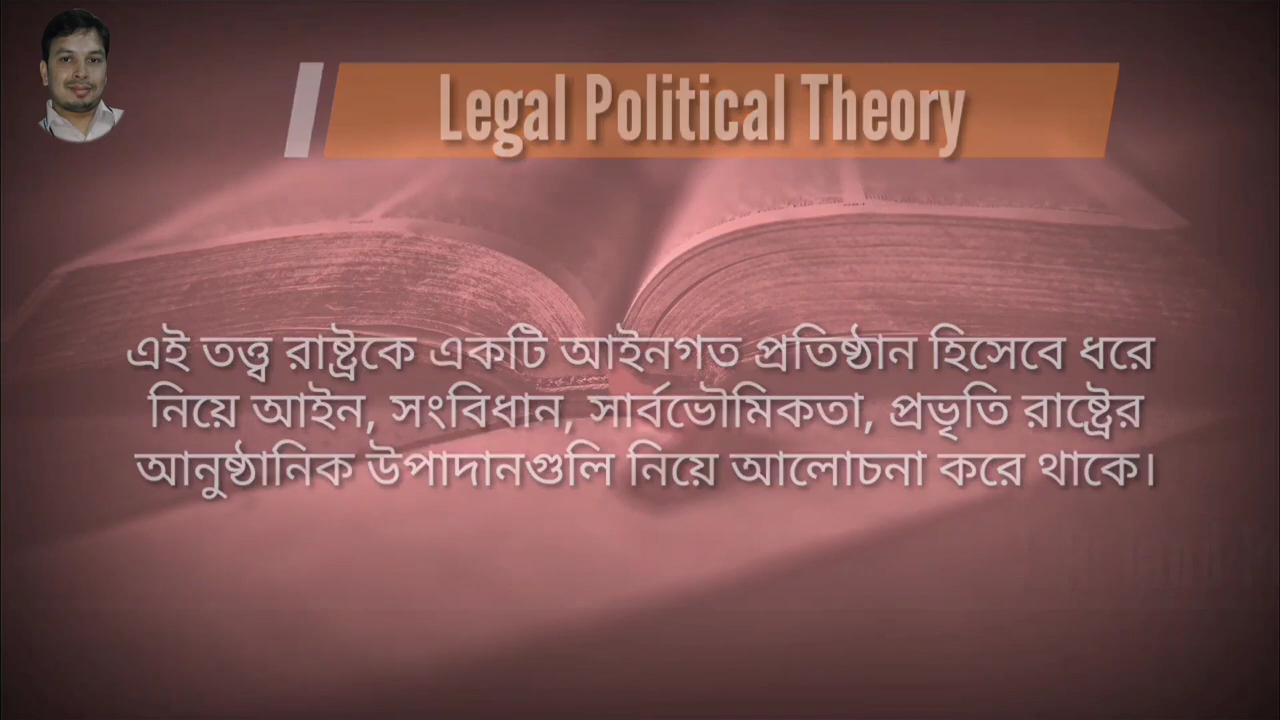 Legal Political Theory
এই তত্ত্ব রাষ্ট্রকে একটি আইনগত প্রতিষ্ঠান হিসেবে ধরে
নিয়ে আইন, সংবিধান, সার্বভৌমিকতা, প্রভৃতি রাষ্ট্রের
আনুষ্ঠানিক উপাদানগুলি নিয়ে আলোচনা করে থাকে।